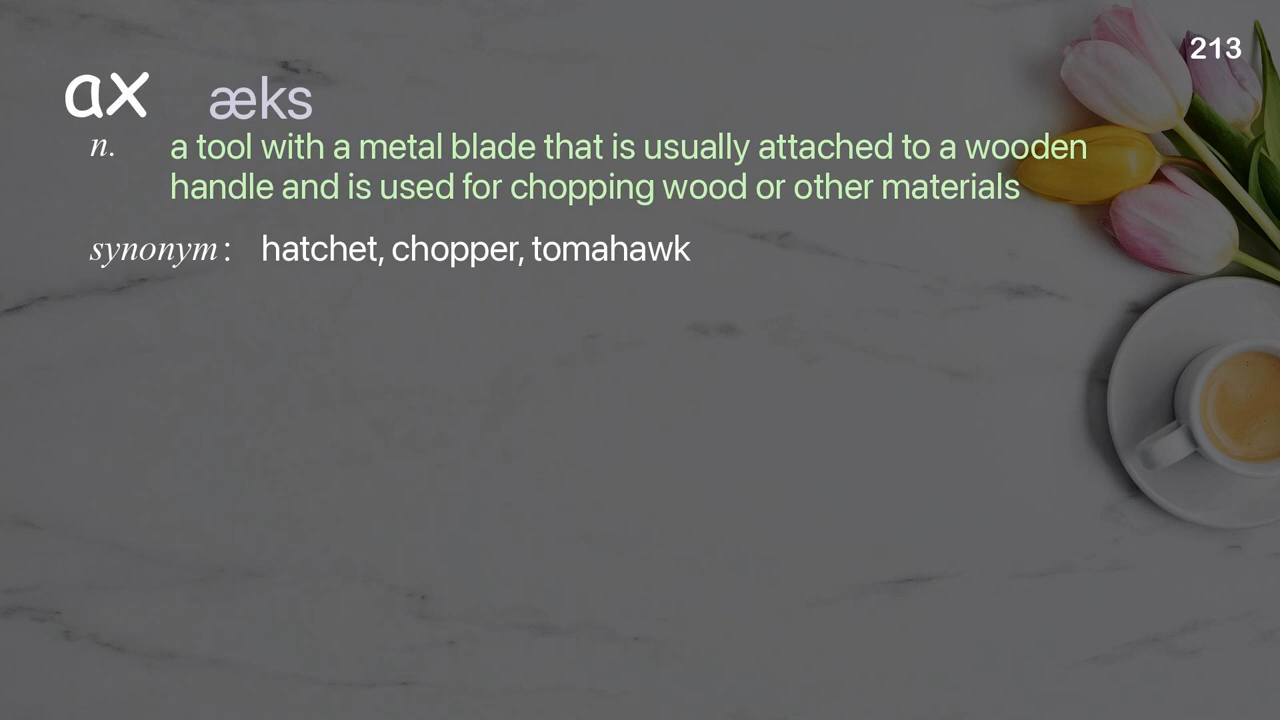 213
ax æks
n. a tool with a metal blade that is usually attached to a wooden
handle and is used for chopping wood or other materials
synonym: hatchet, chopper, tomahawk